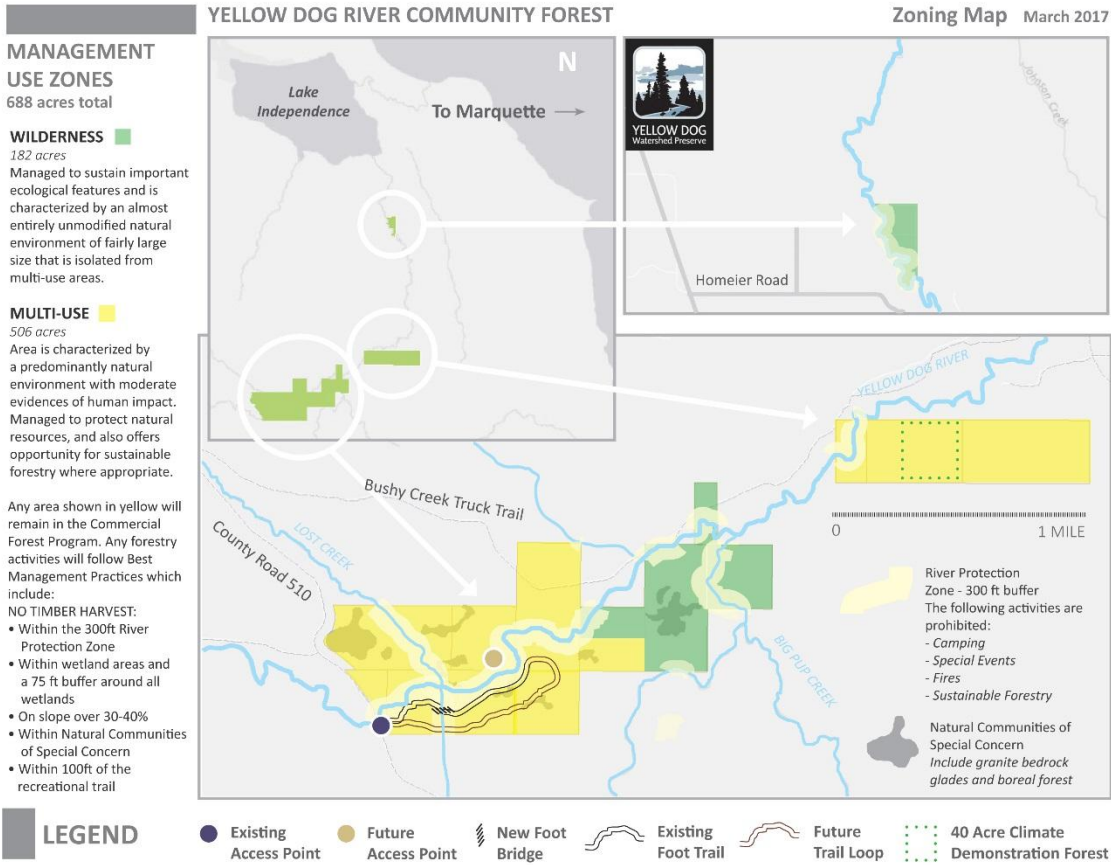 YELLOW DOG RIVER COMMUNITY FOREST
Zoning Map March 2017
MANAGEMENT
USE ZONES
688 acres total
WILDERNESS
182 acres
Managed to sustain important
ecological features and is
characterized by an almost
entirely unmodified natural
environment of fairly large
size that is isolated from
multi-use areas.
MULTI-USE
506 acres
Area is characterized by
a predominantly natural
environment with moderate
evidences of human impact.
Managed to protect natural
resources, and also offers
opportunity for sustainable
forestry where appropriate.
Any area shown in yellow will
remain in the Commercial
Forest Program. Any forestry
activities will follow Best
Management Practices which
include:
NO TIMBER HARVEST:
• Within the 300ft River
Protection Zone
• Within wetland areas and
a 75 ft buffer around all
wetlands
• On slope over 30-40%
• Within Natural Communities
of Special Concern
• Within 100ft of the
recreational trail
N
Lake
Independence
To Marquette
YELLOW DOG
Watershed Preserve
Johnson Creek
Homeier Road
YELLOW DOG RIVER
Bushy Creek Truck Trail
LOST CREEK
County Road 510
BIG PUP CREEK
0 1 MILE
River Protection
Zone - 300 ft buffer
The following activities are
prohibited:
- Camping
- Special Events
- Fires
- Sustainable Forestry
Natural Communities of
Special Concern
Include granite bedrock
glades and boreal forest
LEGEND
Existing
Access Point
Future
Access Point
New Foot
Bridge
Existing
Foot Trail
Future
Trail Loop
40 Acre Climate
Demonstration Forest